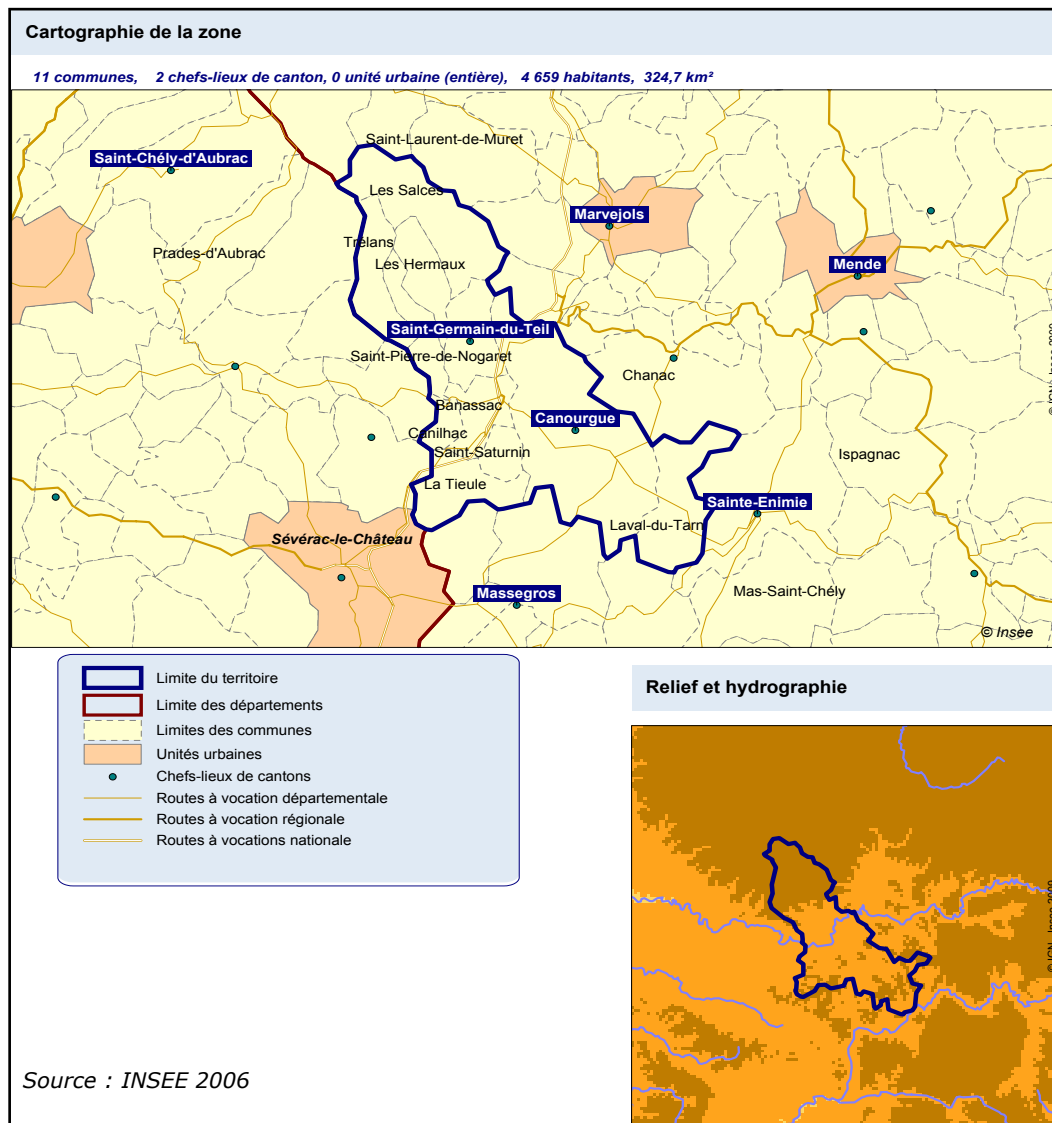 Cartographie de la zone
11 communes, 2 chefs-lieux de canton, 0 unité urbaine (entière), 4 659 habitants, 324,7 km²
Saint-Laurent-de-Muret
Saint-Chély-d'Aubrac
Les Salces
Marvejols
Trélans
Prades-d'Aubrac
Les Hermaux
Mende
Saint-Germain-du-Teil
Saint-Pierre-de-Nogaret
Chanac
Banassac
Canourgue
Canilhac
Saint-Saturnin
Ispagnac
La Tieule
Sainte-Enimie
Laval-du-Tarn
Sévérac-le-Château
Massegros
Mas-Saint-Chély
© Insee
Limite du territoire
Limite des départements
Limites des communes
Unités urbaines
Chefs-lieux de cantons
Routes à vocation départementale
Routes à vocation régionale
Routes à vocations nationale
Relief et hydrographie
Source : INSEE 2006